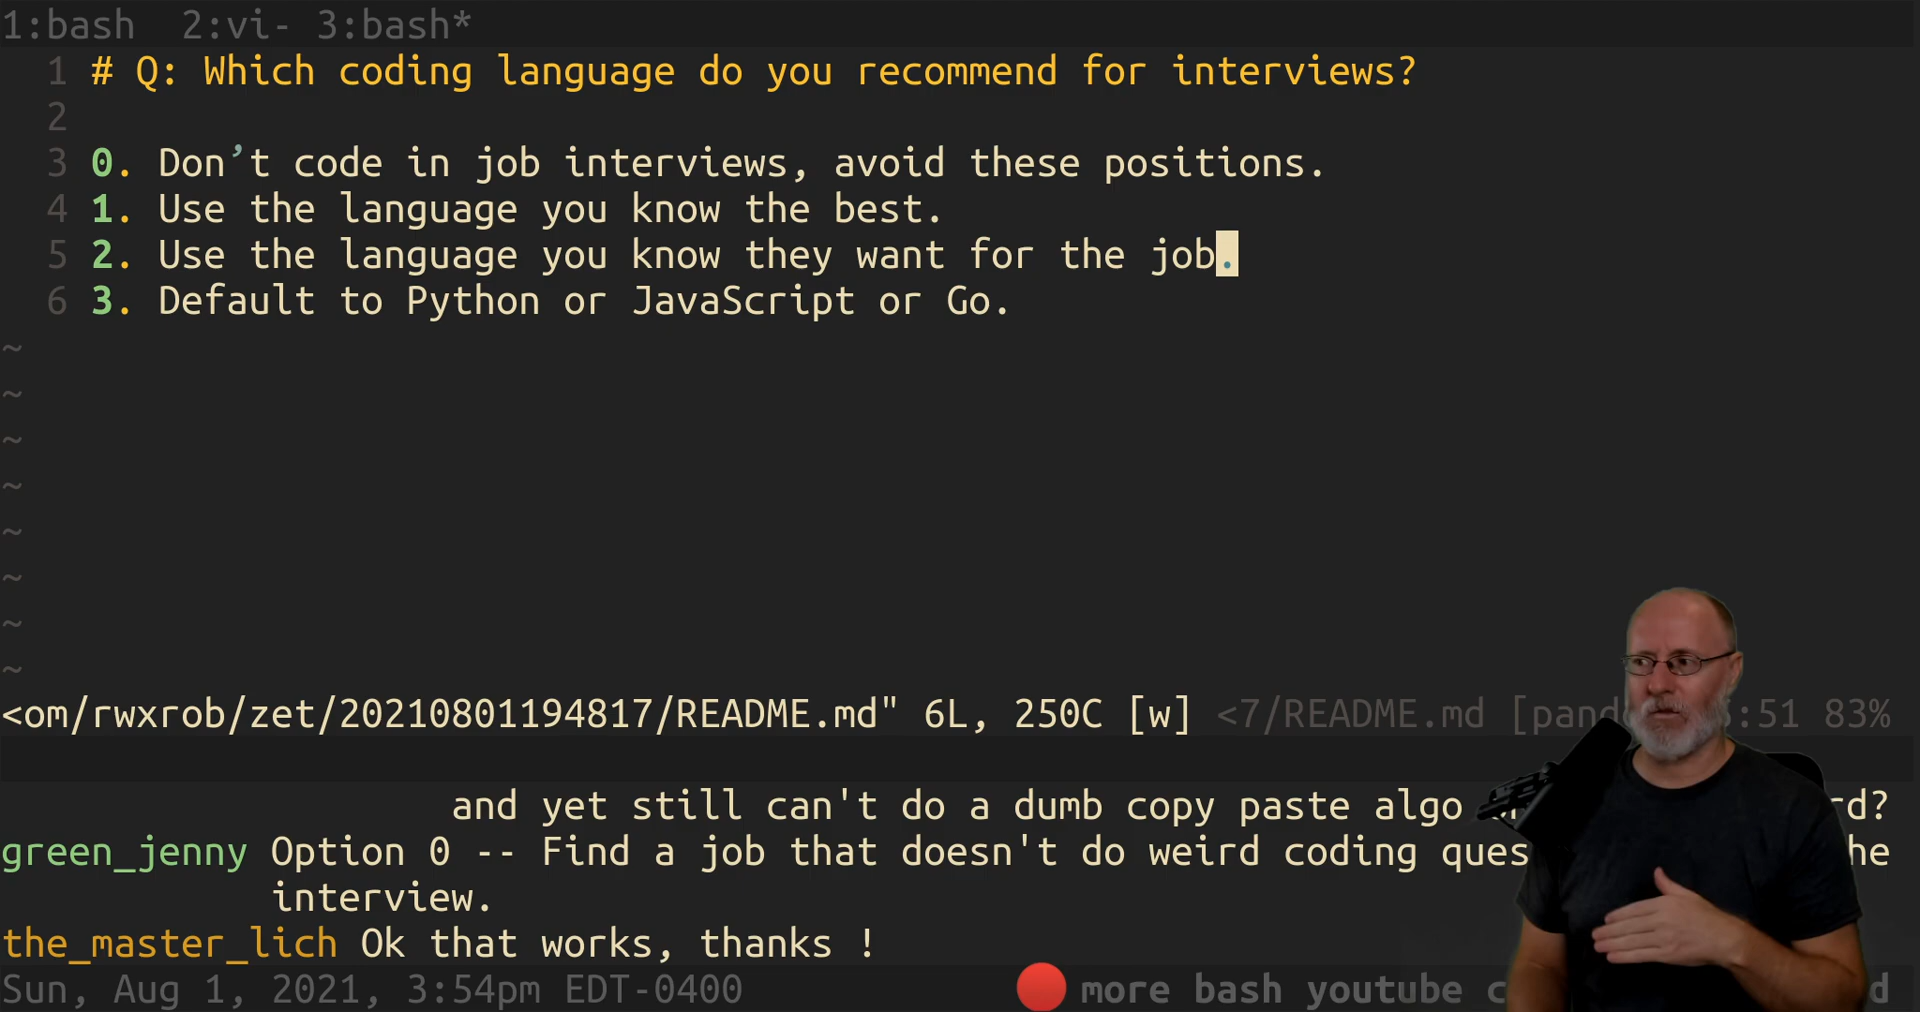 1:bash 2:vi- 3:bash*
1 # Q: Which coding language do you recommend for interviews?
2
3 0. Don’t code in job interviews, avoid these positions.
4 1. Use the language you know the best.
5 2. Use the language you know they want for the job.
6 3. Default to Python or JavaScript or Go.
~
~
~
~
~
~
~
~
<om/rwxrob/zet/20210801194817/README.md" 6L, 250C [w] <7/README.md [pand :51 83%
and yet still can't do a dumb copy paste algo rd?
green_jenny Option 0 -- Find a job that doesn't do weird coding ques he
interview.
the_master_lich Ok that works, thanks !
Sun, Aug 1, 2021, 3:54pm EDT-0400 more bash youtube c d